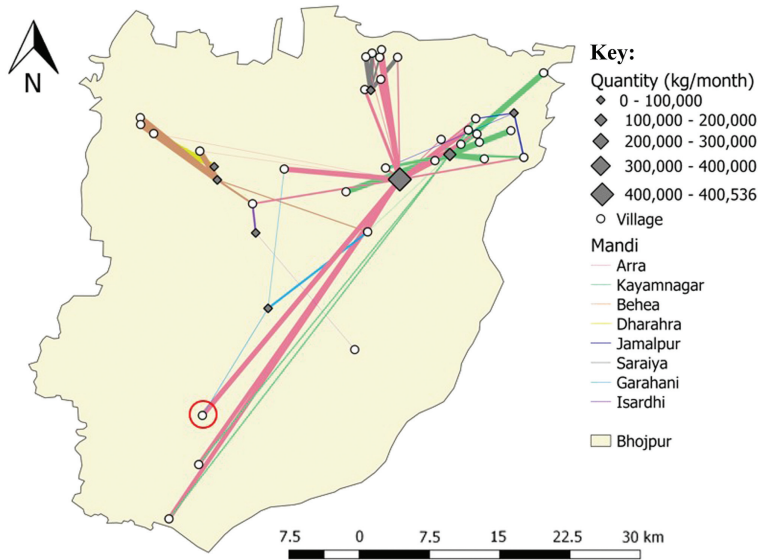 N
Key:
Quantity (kg/month)
0 - 100,000
100,000 - 200,000
200,000 - 300,000
300,000 - 400,000
400,000 - 400,536
Village
Mandi
Arra
Kayamnagar
Behea
Dharahra
Jamalpur
Saraiya
Garahani
Isardhi
Bhojpur
7.5 0 7.5 15 22.5 30 km